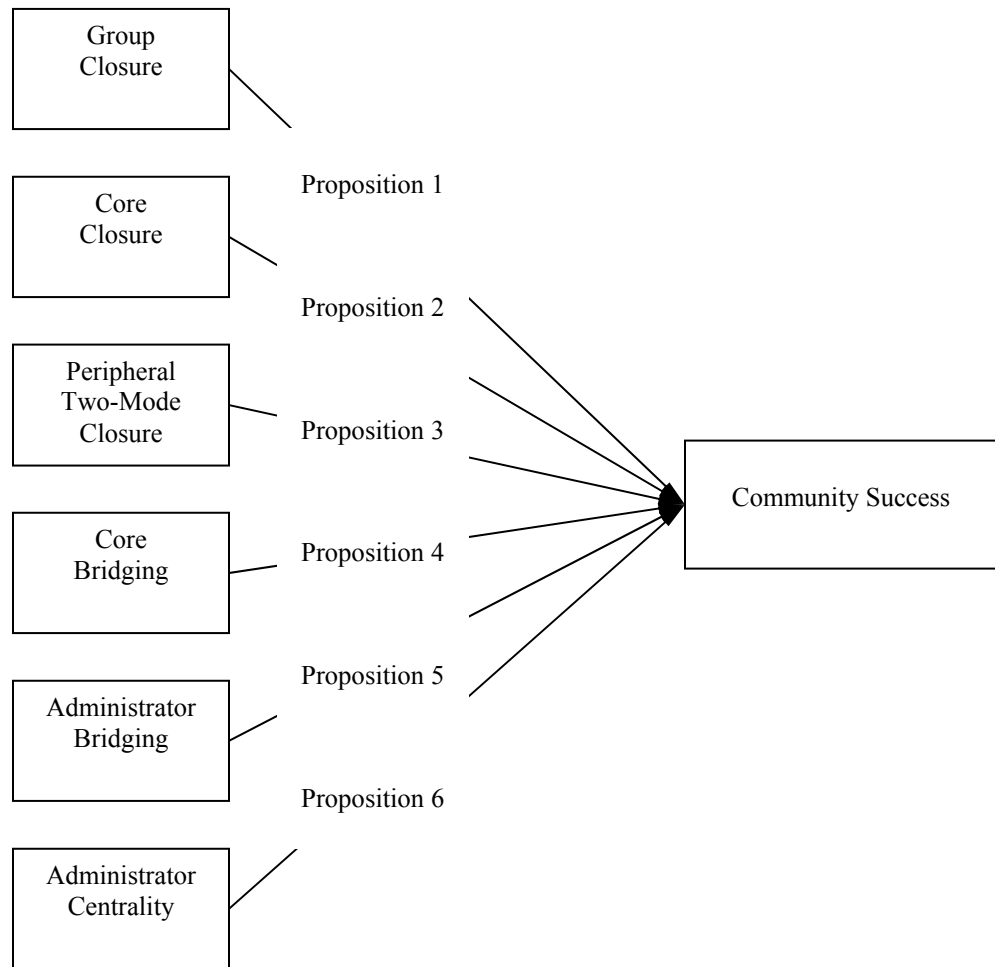 Group
Closure
Proposition 1
Core
Closure
Proposition 2
Peripheral
Two-Mode
Closure
Proposition 3
Community Success
Core
Bridging
Proposition 4
Administrator
Bridging
Proposition 5
Proposition 6
Administrator
Centrality